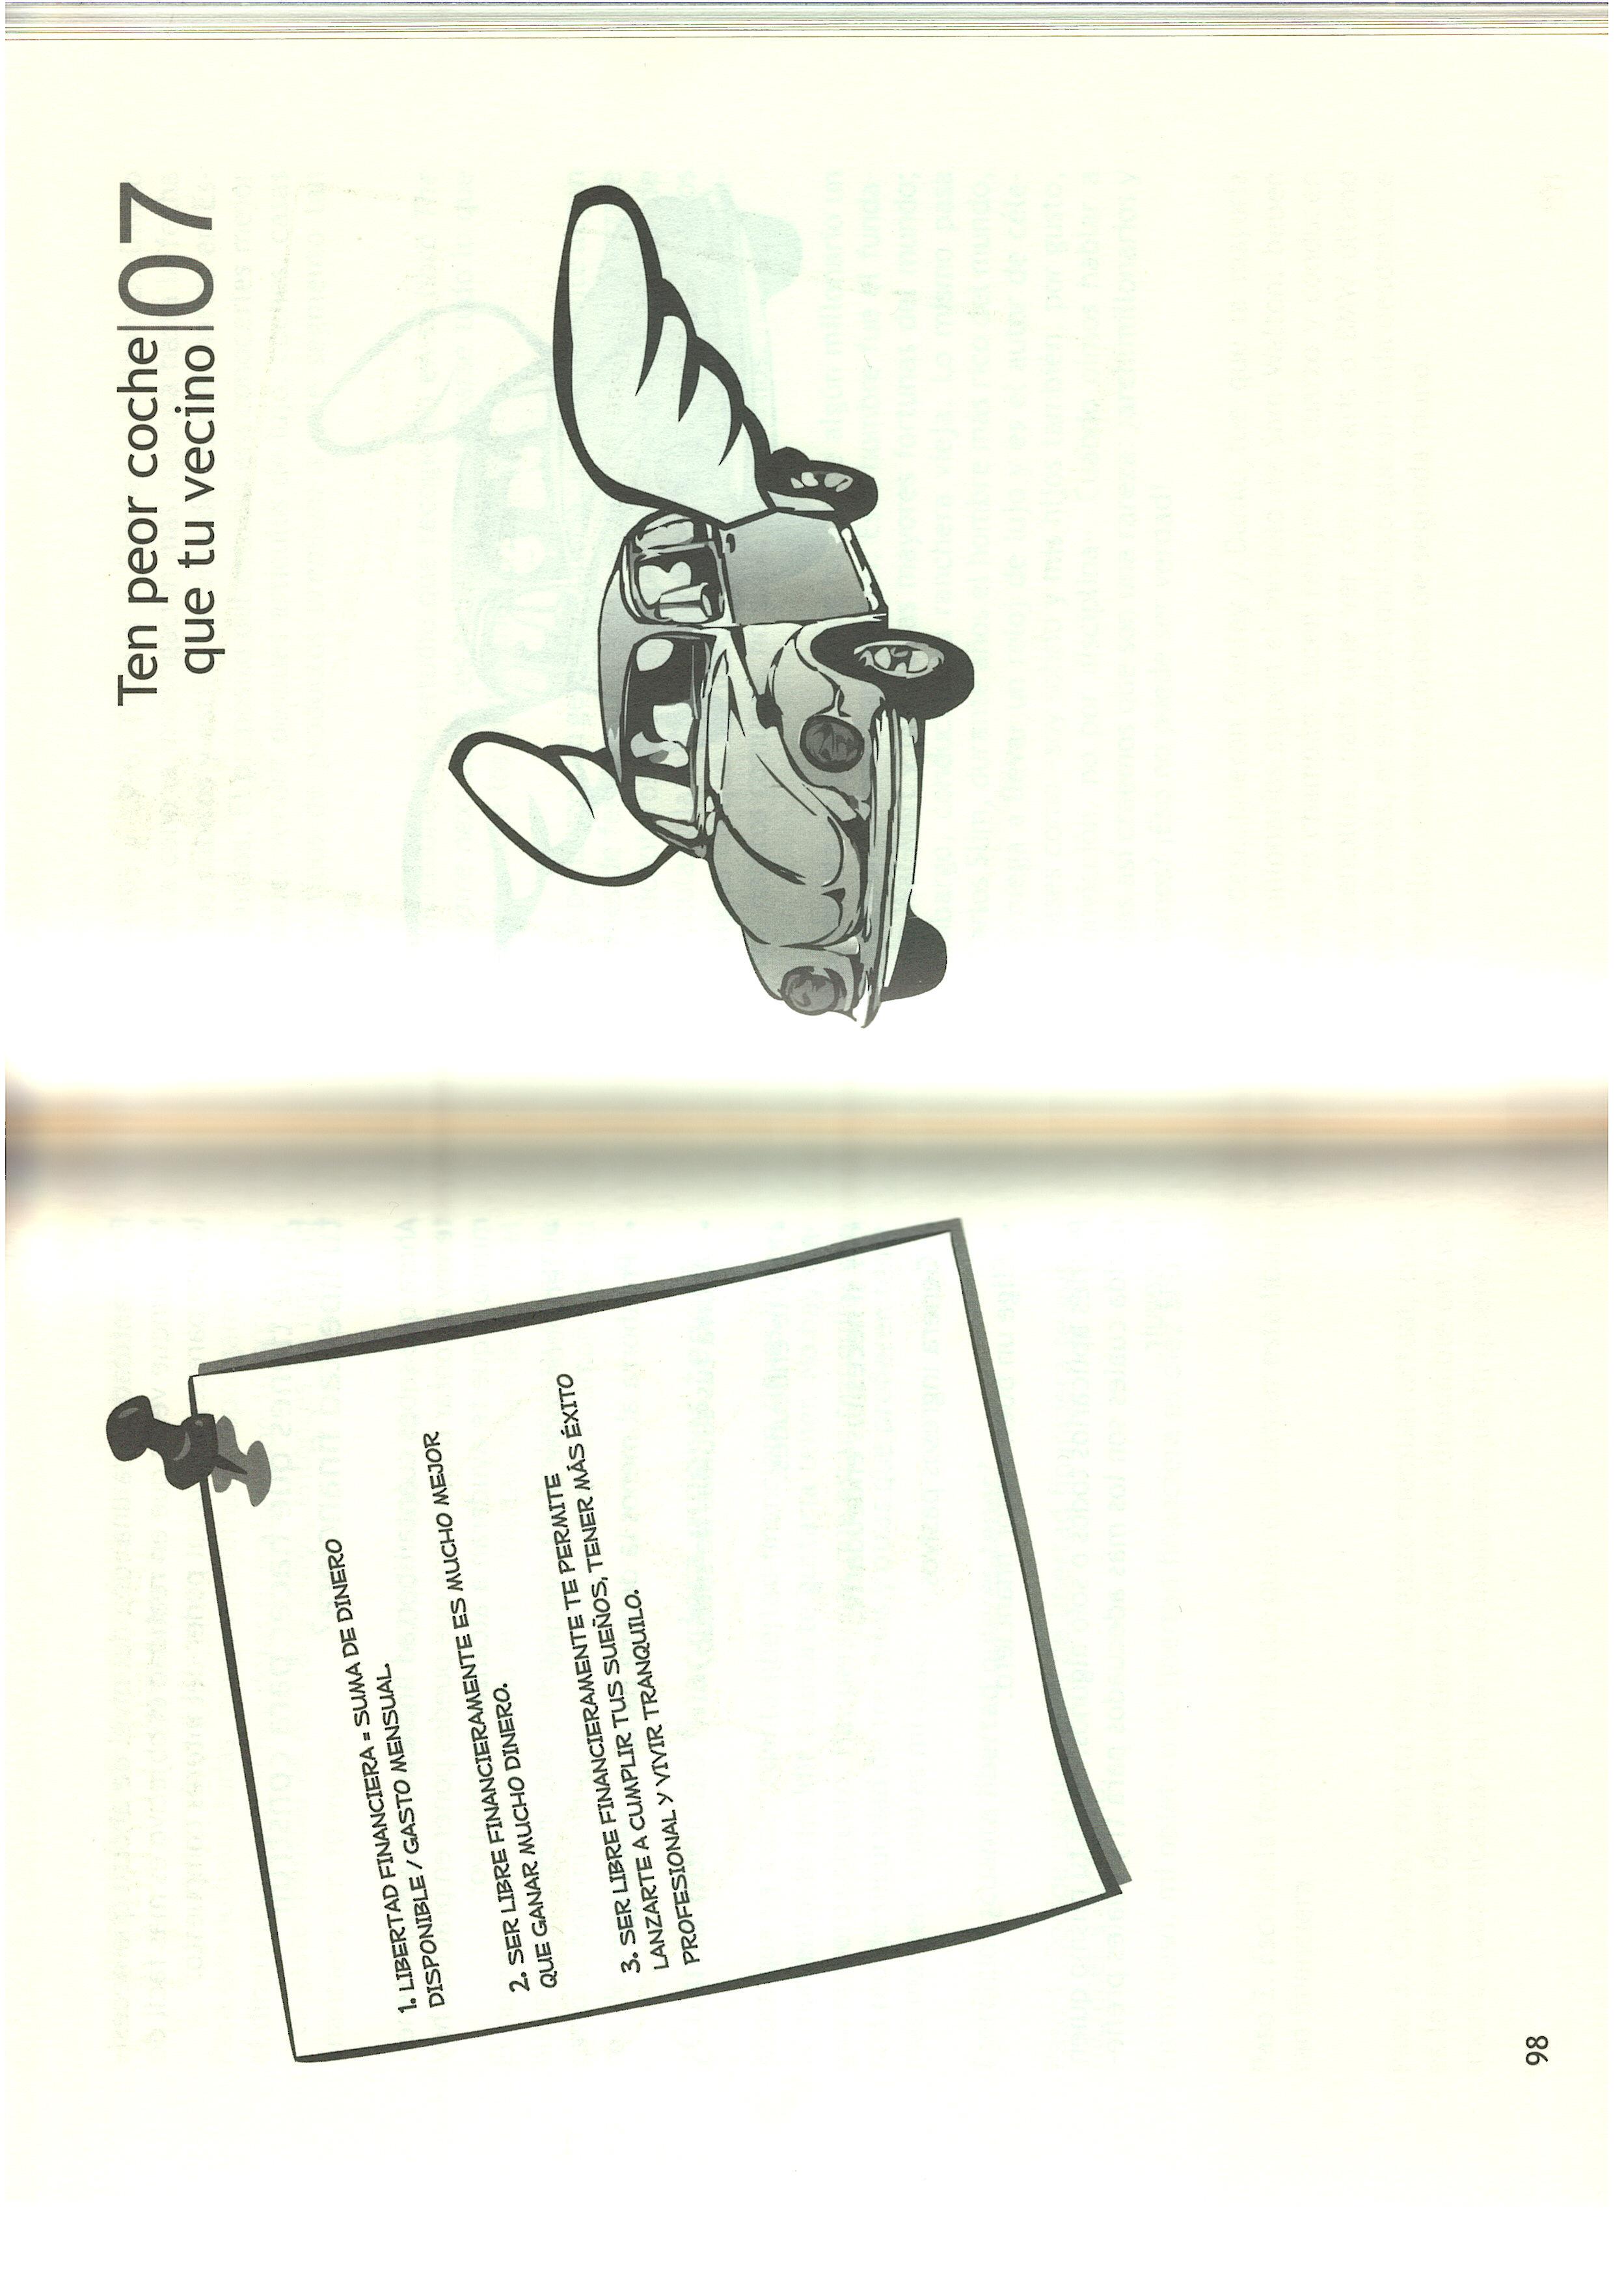 1. LIBERTAD FINANCIERA = SUMA DE DINERO
DISPONIBLE / GASTO MENSUAL.
2. SER LIBRE FINANCIERAMENTE ES MUCHO MEJOR
QUE GANAR MUCHO DINERO.
3. SER LIBRE FINANCIERAMENTE TE PERMITE
LANZARTE A CUMPLIR TUS SUEÑOS, TENER MÁS ÉXITO
PROFESIONAL Y VIVIR TRANQUILO.
98
Ten peor coche|07
que tu vecino